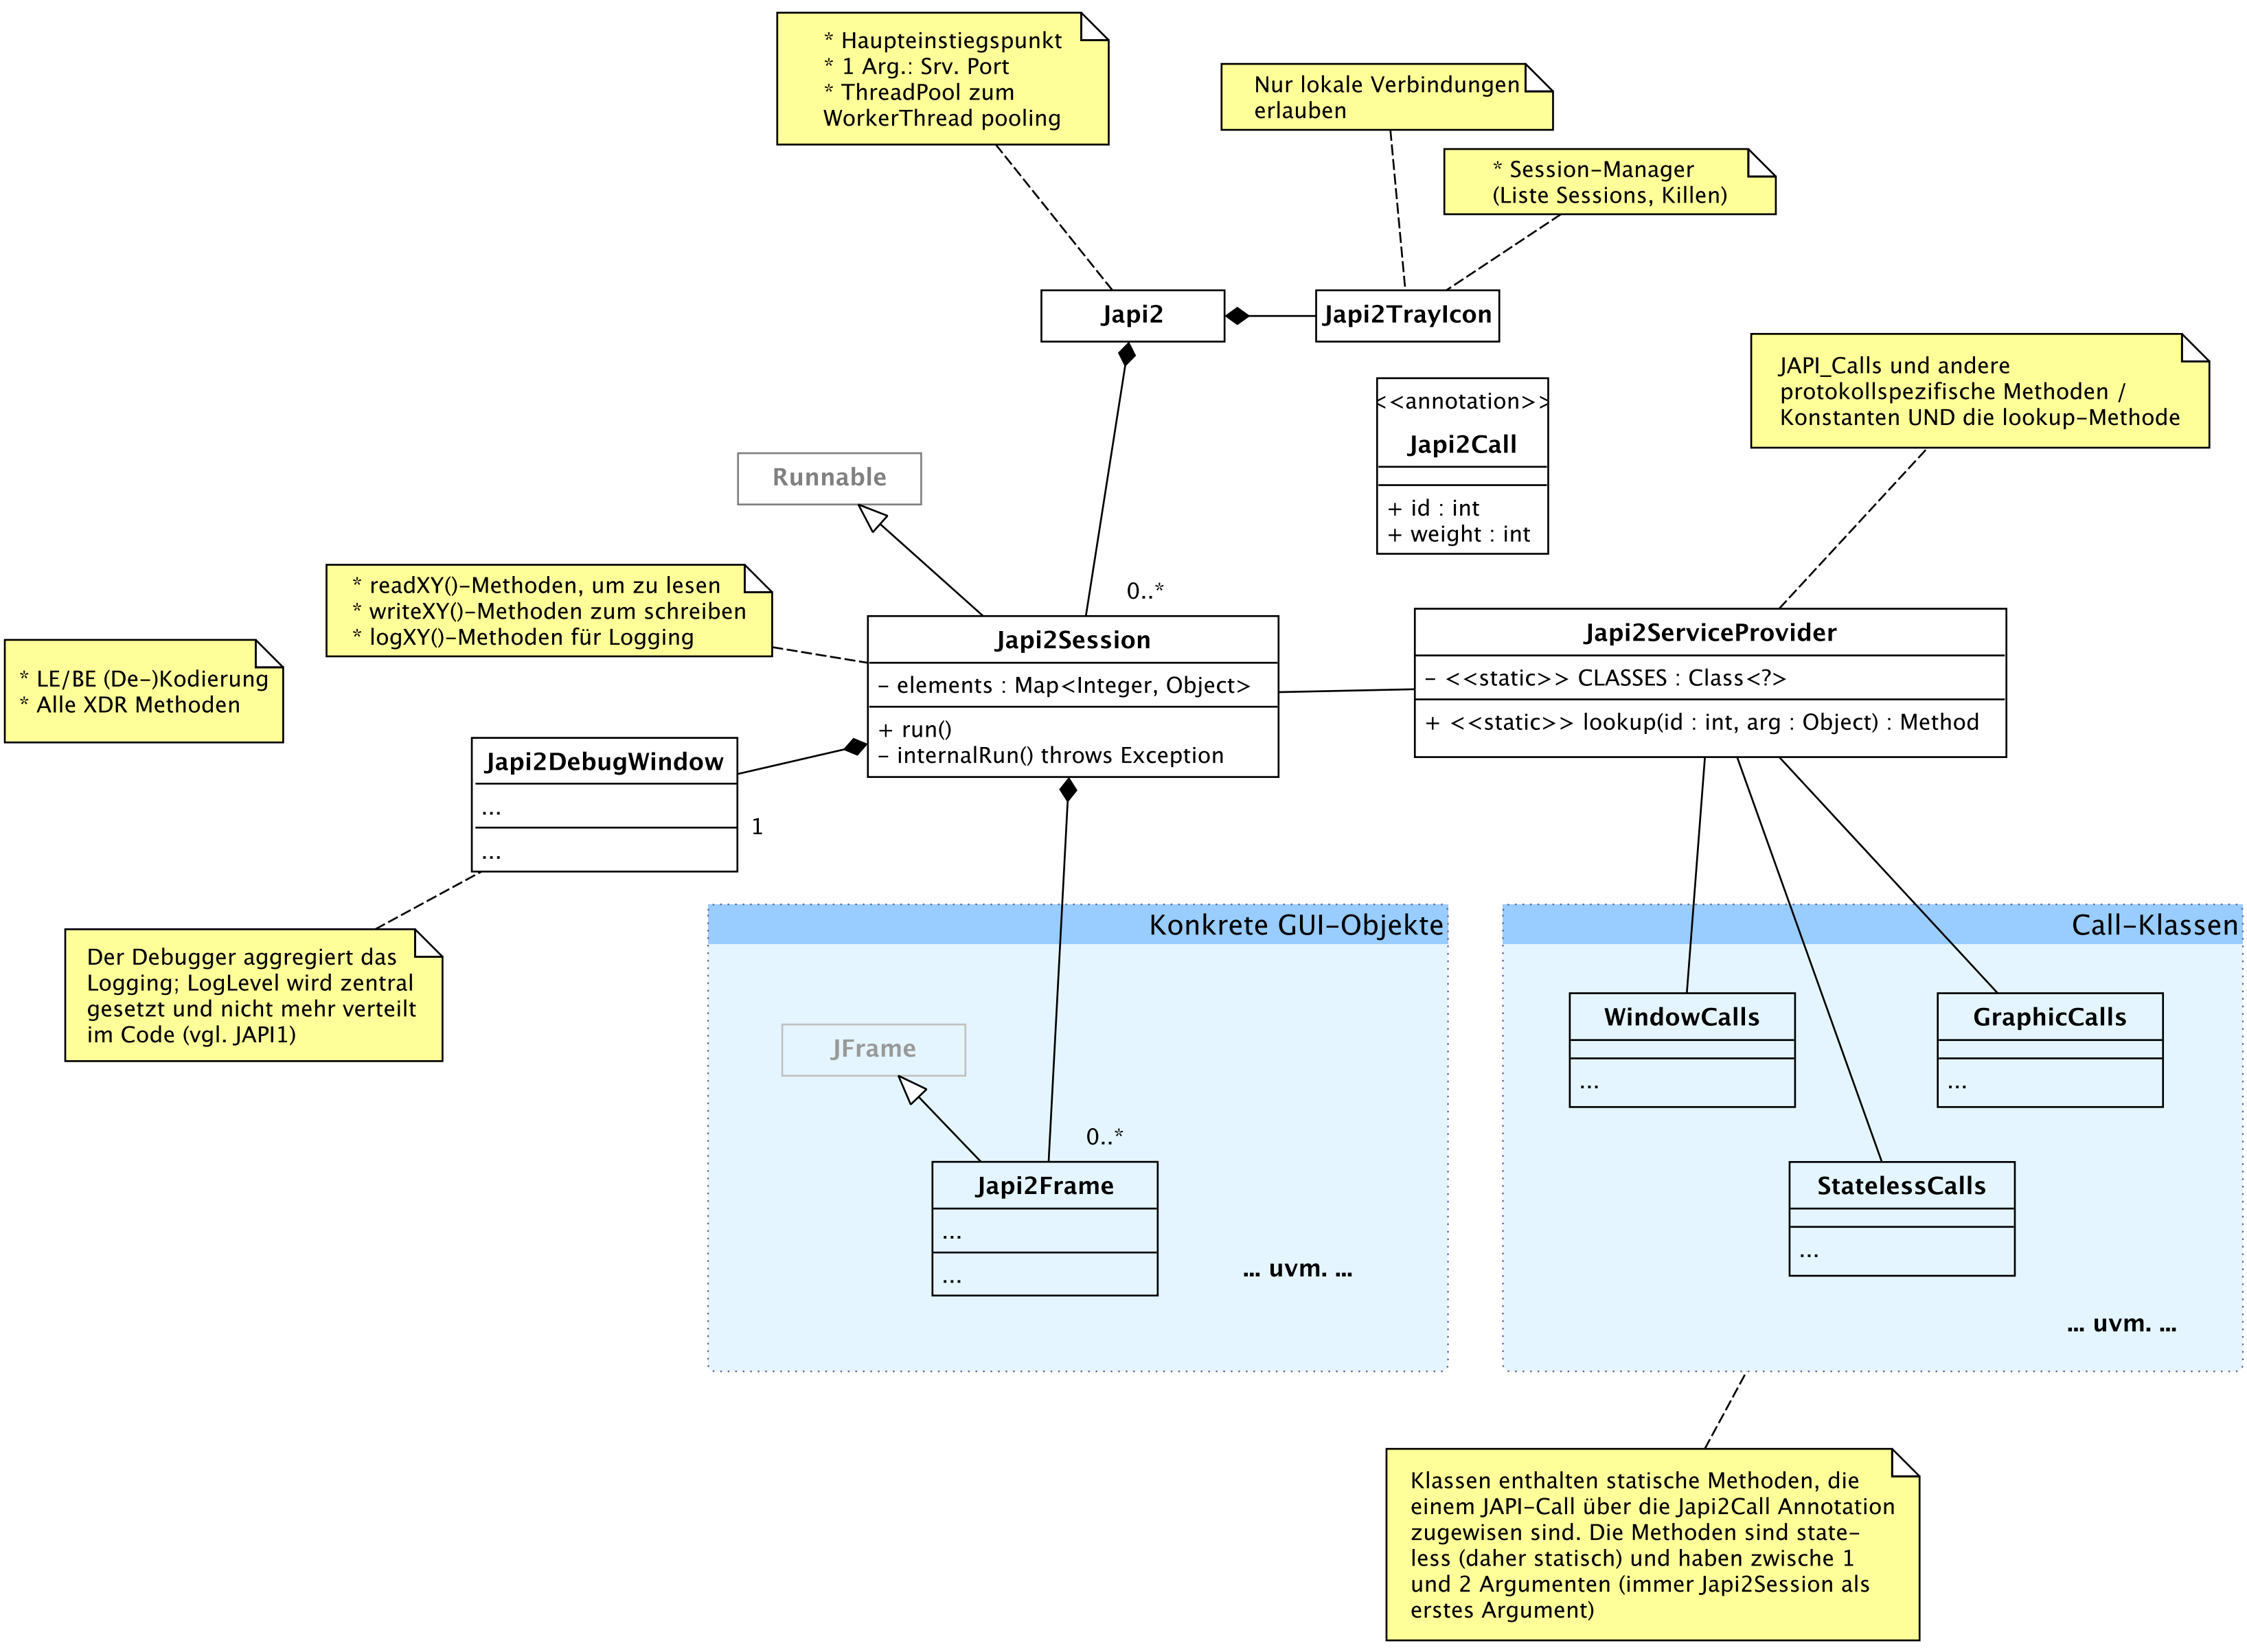 * Haupteinstiegspunkt
* 1 Arg.: Srv. Port
* ThreadPool zum
WorkerThread pooling
Nur lokale Verbindungen
erlauben
* Session-Manager
(Liste Sessions, Killen)
Japi2
Japi2TrayIcon
JAPI_Calls und andere
protokollspezifische Methoden /
Konstanten UND die lookup-Methode
<<annotation>>
Japi2Call
+ id : int
+ weight : int
Runnable
0..*
* readXY()-Methoden, um zu lesen
* writeXY()-Methoden zum schreiben
* logXY()-Methoden für Logging
* LE/BE (De-)Kodierung
* Alle XDR Methoden
Japi2Session
- elements : Map<Integer, Object>
+ run()
- internalRun() throws Exception
Japi2ServiceProvider
- <<static>> CLASSES : Class<?>
+ <<static>> lookup(id : int, arg : Object) : Method
Japi2DebugWindow
...
...
1
Der Debugger aggregiert das
Logging; LogLevel wird zentral
gesetzt und nicht mehr verteilt
im Code (vgl. JAPI1)
Konkrete GUI-Objekte
JFrame
0..*
Japi2Frame
...
...
... uvm. ...
Call-Klassen
WindowCalls
...
GraphicCalls
...
StatelessCalls
...
... uvm. ...
Klassen enthalten statische Methoden, die
einem JAPI-Call über die Japi2Call Annotation
zugewisen sind. Die Methoden sind state-
less (daher statisch) und haben zwische 1
und 2 Argumenten (immer Japi2Session als
erstes Argument)